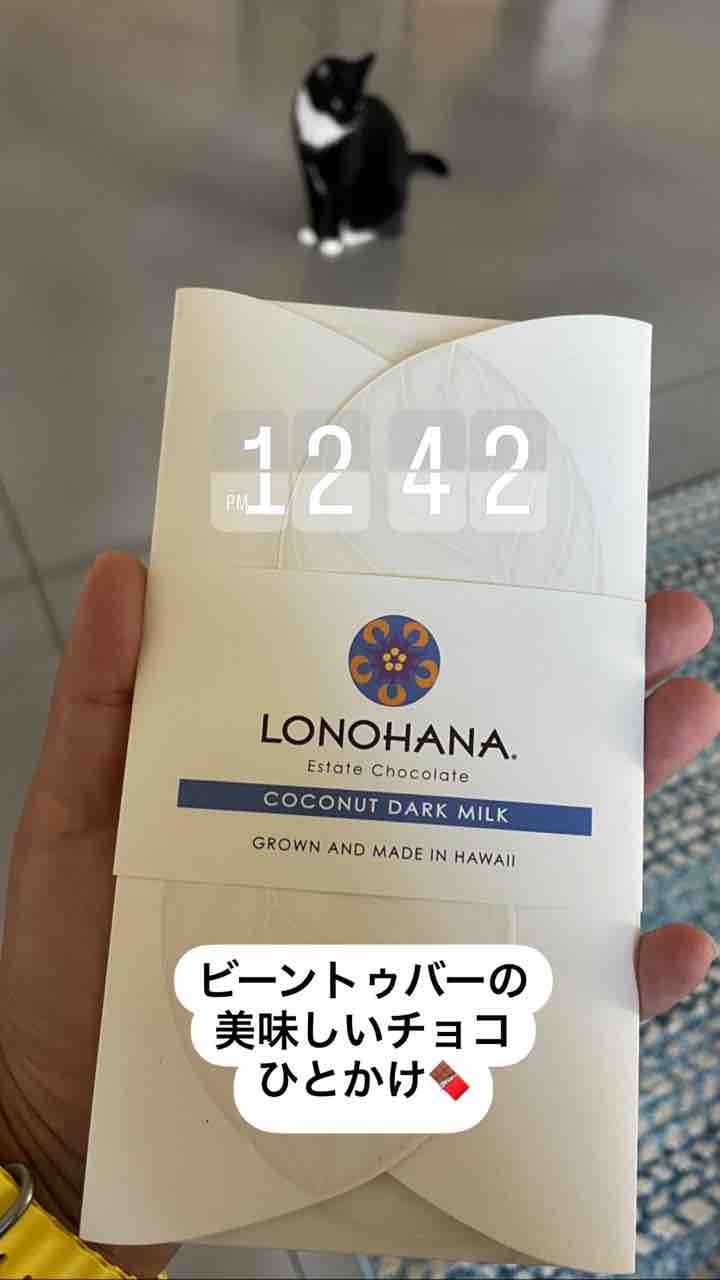 PM 12 42
LONOHANA®
Estate Chocolate
COCONUT DARK MILK
GROWN AND MADE IN HAWAII
ビーントゥバーの
美味しいチョコ
ひとかけ🍫